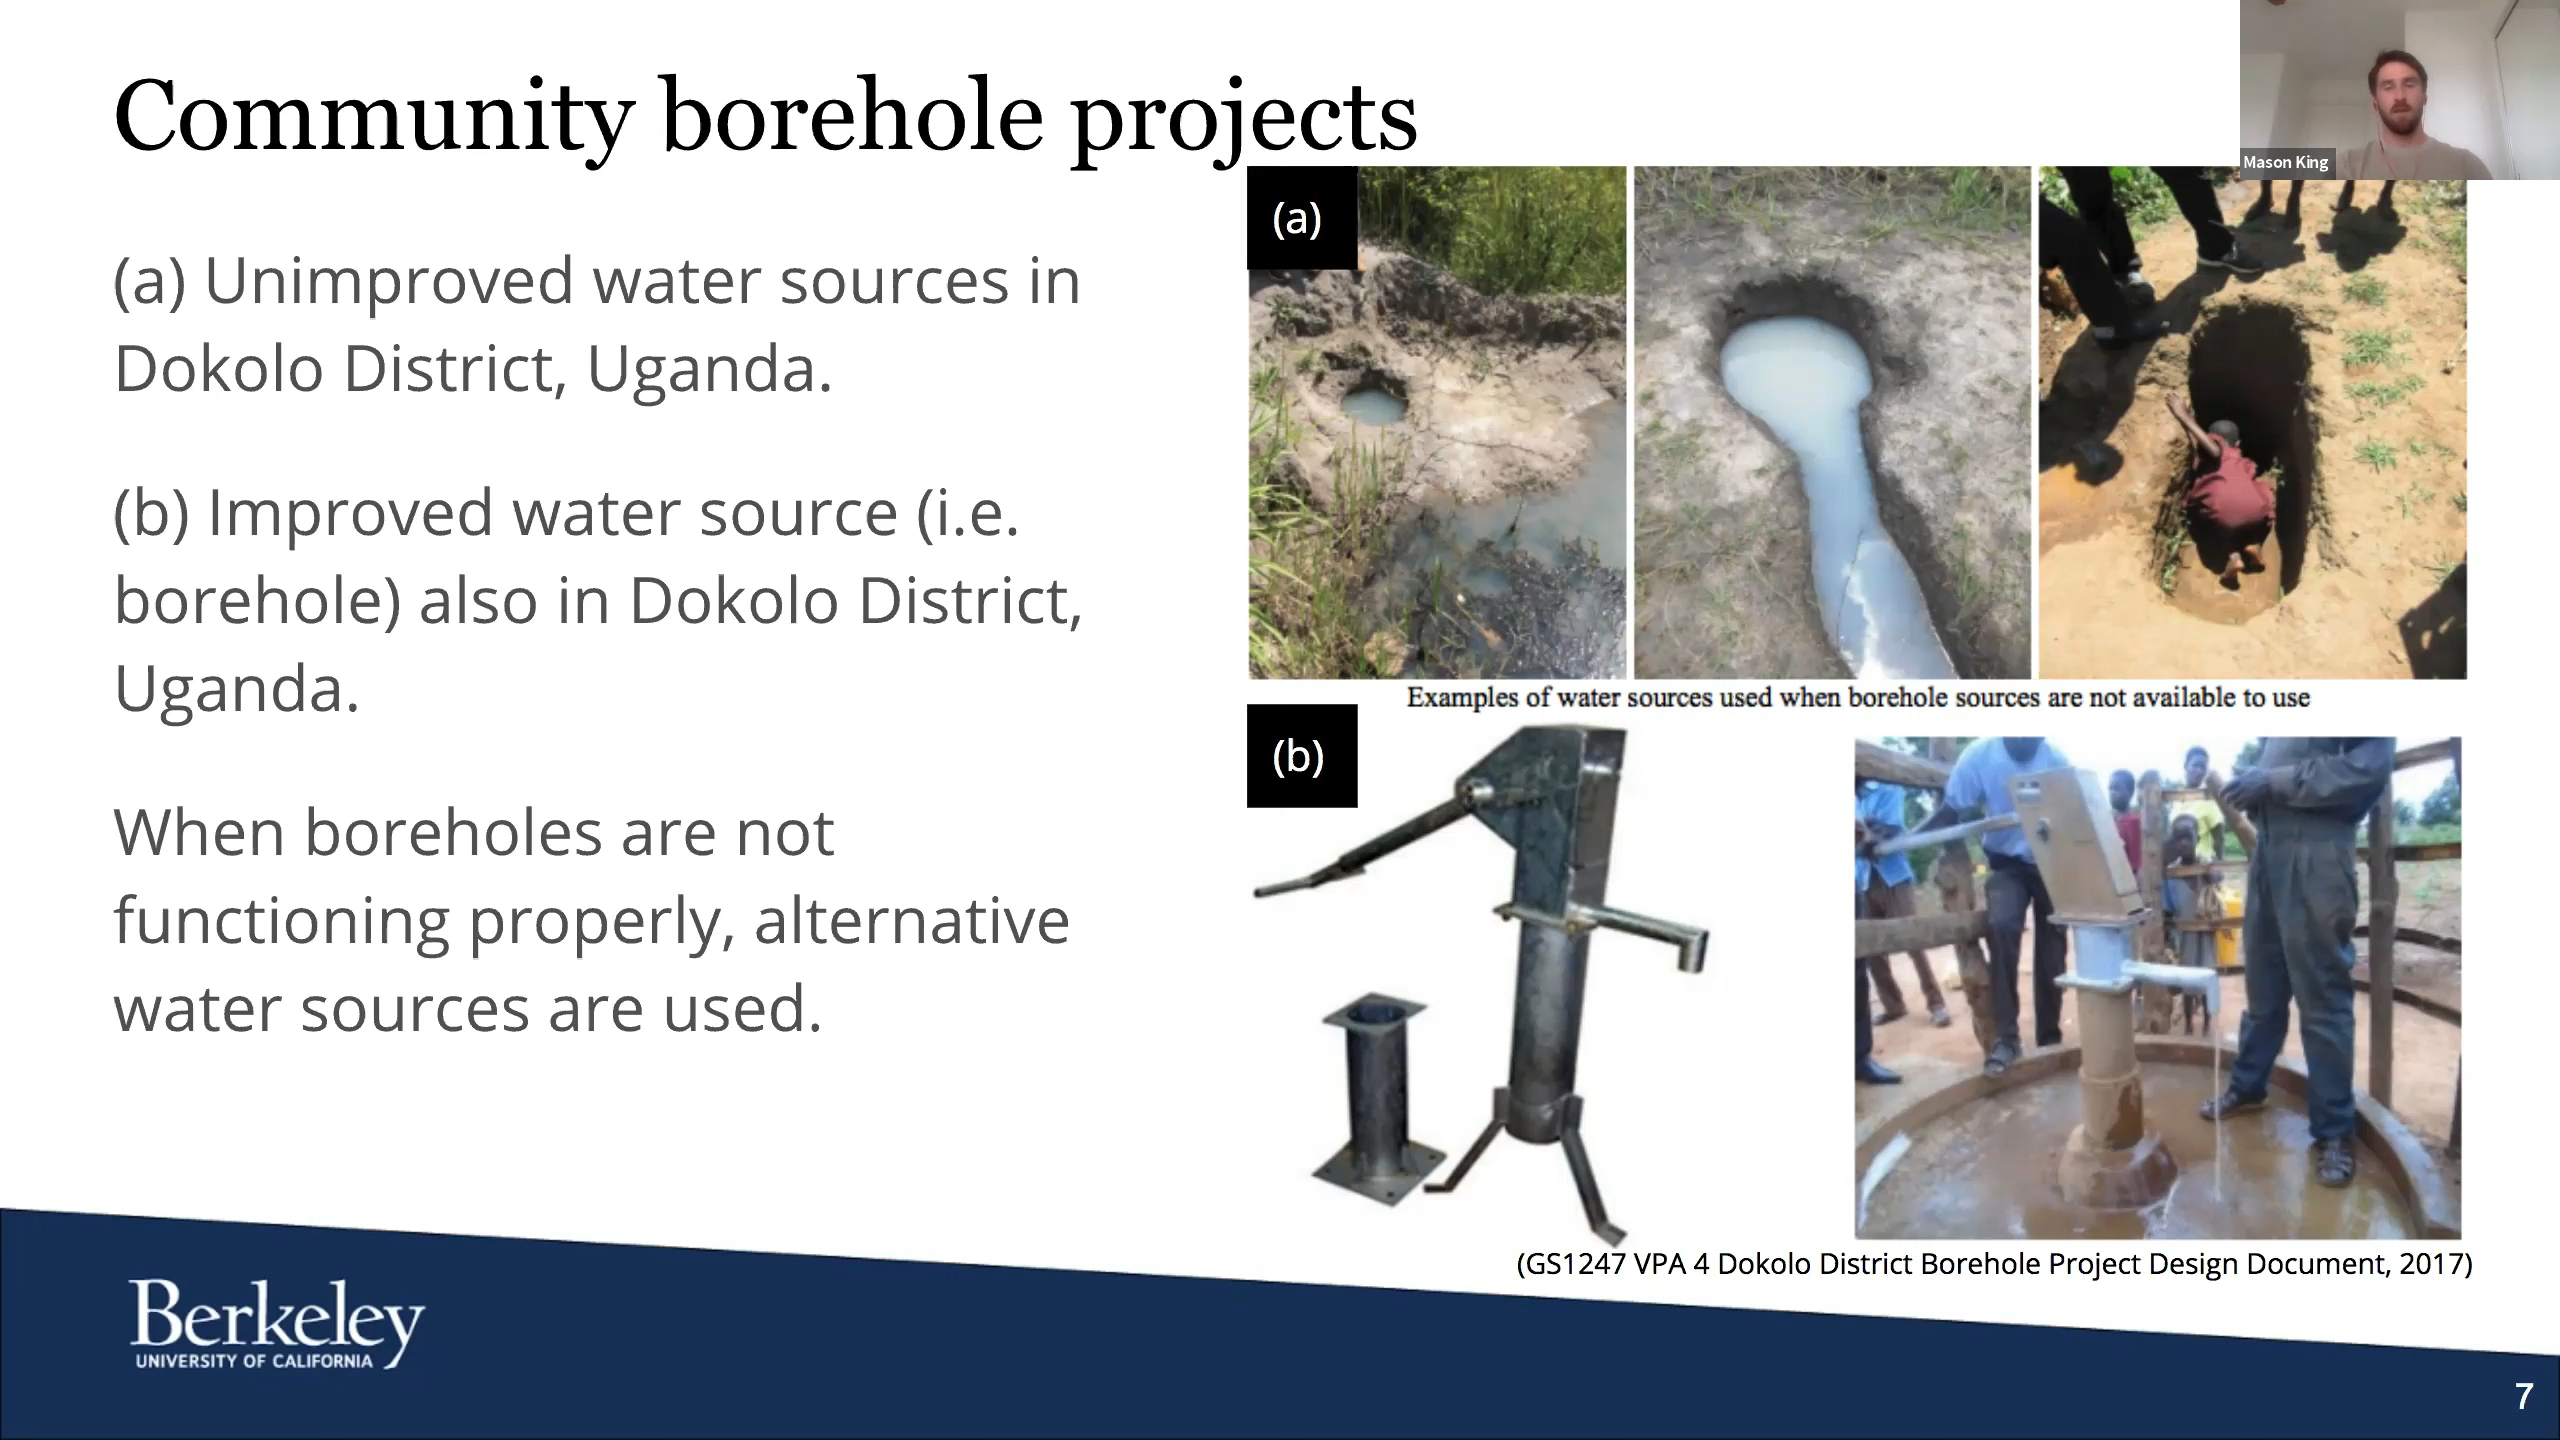 Community borehole projects
Mason King
(a) Unimproved water sources in
Dokolo District, Uganda.
(b) Improved water source (i.e.
borehole) also in Dokolo District,
Uganda.
When boreholes are not
functioning properly, alternative
water sources are used.
(a)
Examples of water sources used when borehole sources are not available to use
(b)
(GS1247 VPA 4 Dokolo District Borehole Project Design Document, 2017)
Berkeley
UNIVERSITY OF CALIFORNIA
7